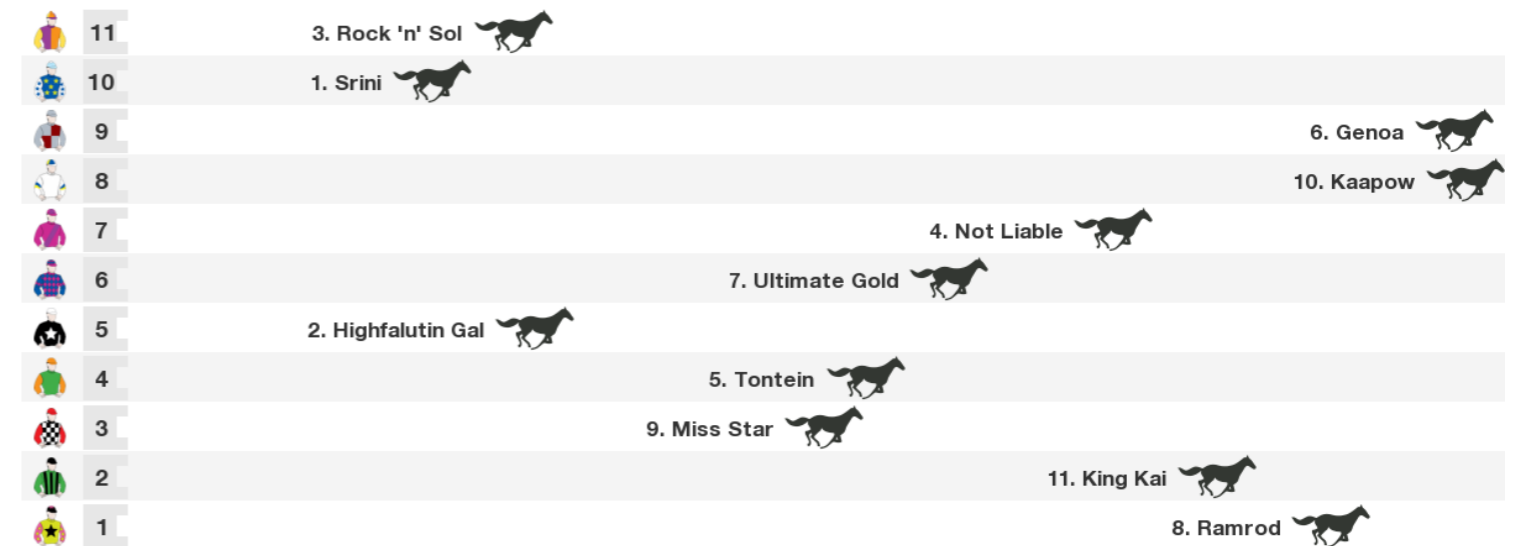 11 3. Rock 'n' Sol
10 1. Srini
9 6. Genoa
8 10. Kaapow
7 4. Not Liable
6 7. Ultimate Gold
5 2. Highfalutin Gal
4 5. Tontein
3 9. Miss Star
2 11. King Kai
1 8. Ramrod